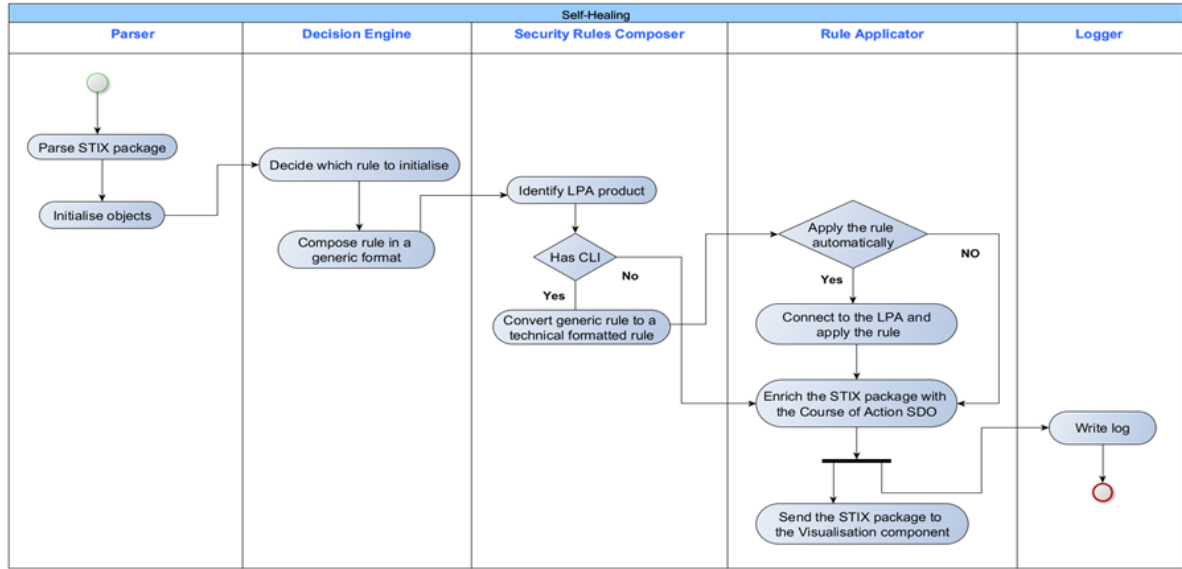 Self-Healing
Parser
Decision Engine
Security Rules Composer
Rule Applicator
Logger
Parse STIX package
Initialise objects
Decide which rule to initialise
Compose rule in a
generic format
Identify LPA product
Has CLI
No
Yes
Convert generic rule to a
technical formatted rule
Apply the rule
automatically
NO
Yes
Connect to the LPA and
apply the rule
Enrich the STIX package with
the Course of Action SDO
Send the STIX package to
the Visualisation component
Write log